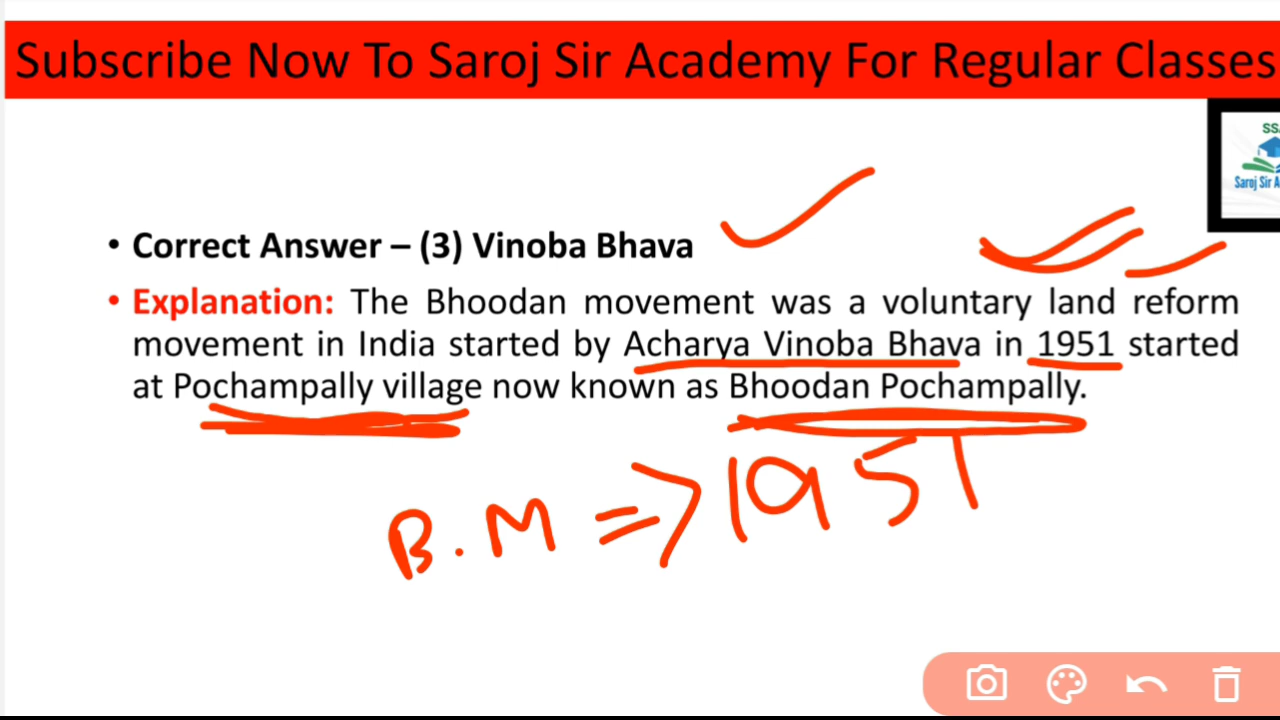 Subscribe Now To Saroj Sir Academy For Regular Classes
SS
Saroj Sir A
• Correct Answer – (3) Vinoba Bhava
• Explanation: The Bhoodan movement was a voluntary land reform
movement in India started by Acharya Vinoba Bhava in 1951 started
at Pochampally village now known as Bhoodan Pochampally.
B.M => 1951